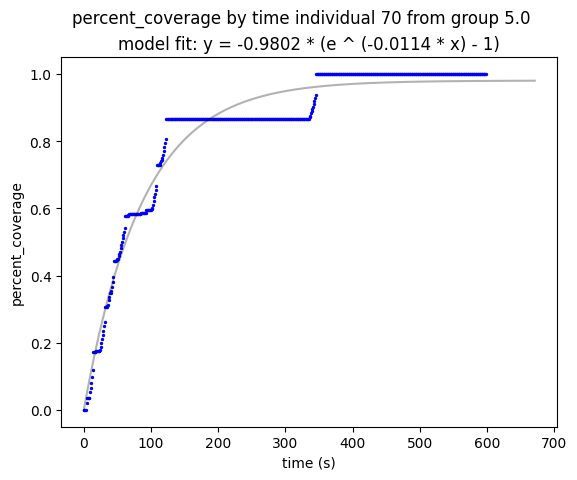 percent_coverage by time individual 70 from group 5.0
model fit: y = -0.9802 * (e ^ (-0.0114 * x) - 1)
1.0
0.8
0.6
0.4
0.2
0.0
percent_coverage
0 100 200 300 400 500 600 700
time (s)